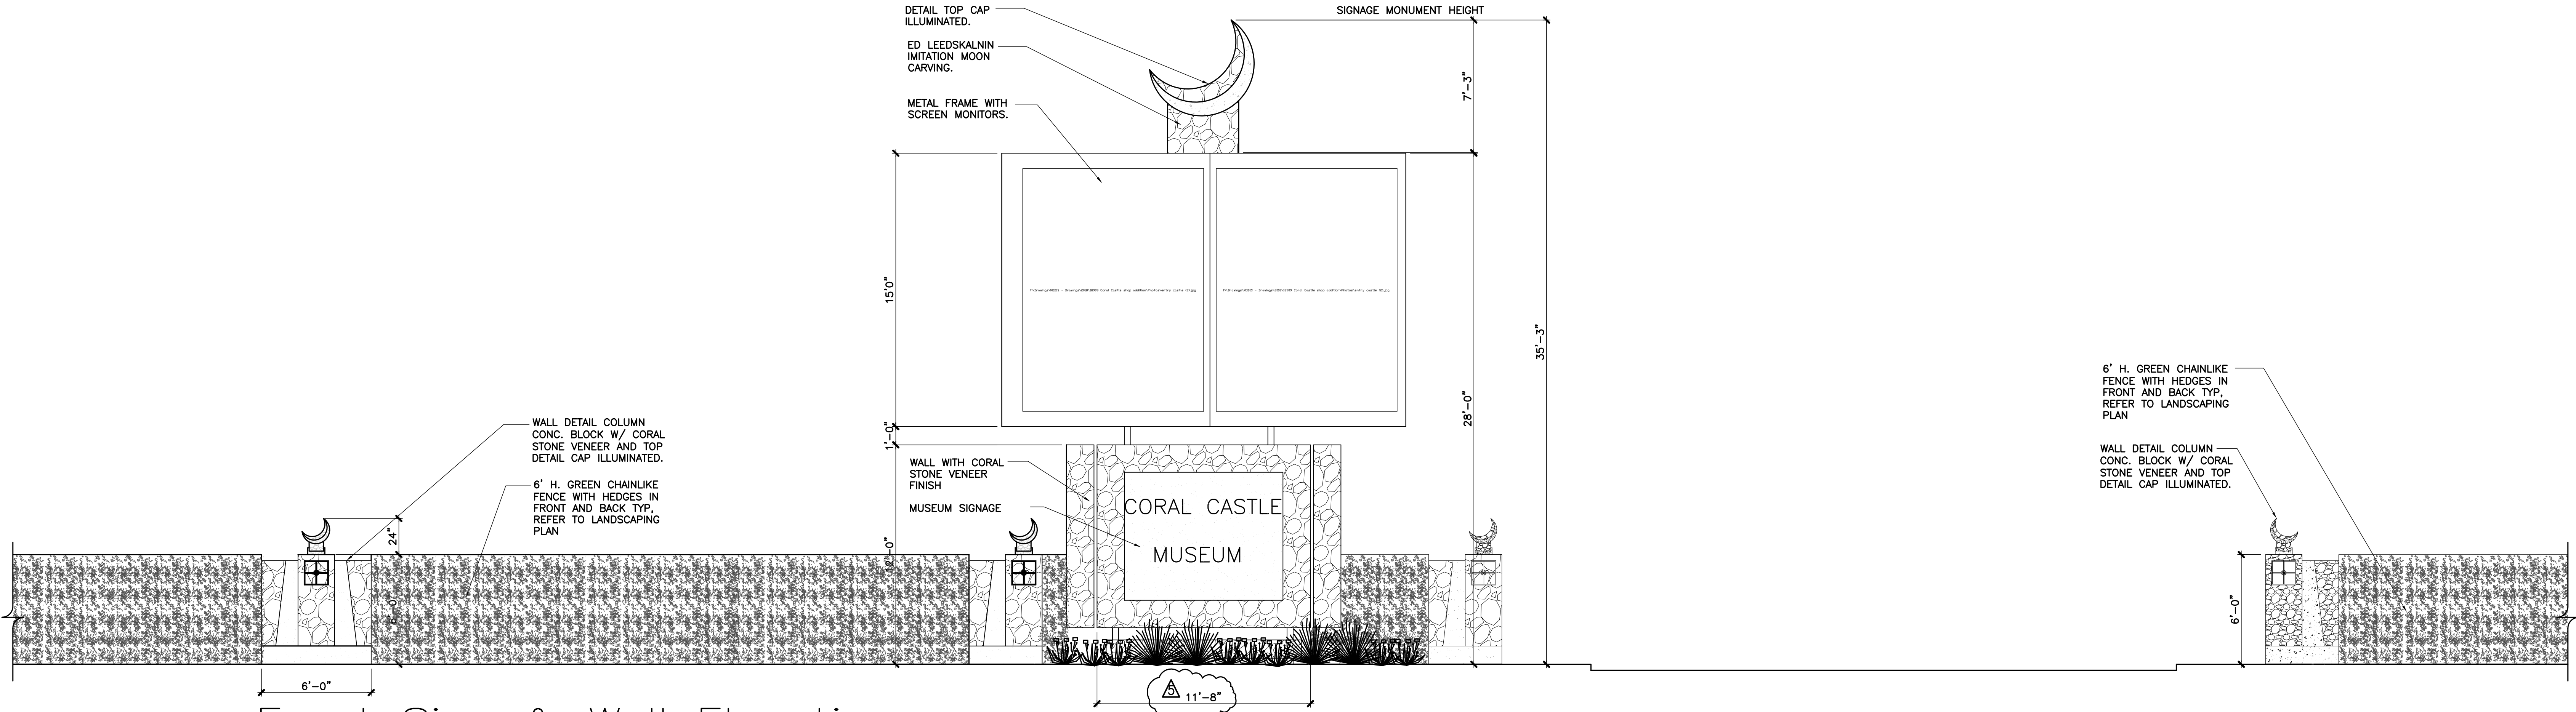 DETAIL TOP CAP
ILLUMINATED.
ED LEEDSKALNIN
IMITATION MOON
CARVING.
METAL FRAME WITH
SCREEN MONITORS.
SIGNAGE MONUMENT HEIGHT
7'-3"
15'0"
28'-0"
35'-3"
1'-0"
WALL DETAIL COLUMN
CONC. BLOCK W/ CORAL
STONE VENEER AND TOP
DETAIL CAP ILLUMINATED.
6' H. GREEN CHAINLIKE
FENCE WITH HEDGES IN
FRONT AND BACK TYP,
REFER TO LANDSCAPING
PLAN
24"
6'-0"
6'-0"
WALL WITH CORAL
STONE VENEER
FINISH
MUSEUM SIGNAGE
12'-0"
CORAL CASTLE
MUSEUM
5
11'-8"
6' H. GREEN CHAINLIKE
FENCE WITH HEDGES IN
FRONT AND BACK TYP,
REFER TO LANDSCAPING
PLAN
WALL DETAIL COLUMN
CONC. BLOCK W/ CORAL
STONE VENEER AND TOP
DETAIL CAP ILLUMINATED.
6'-0"